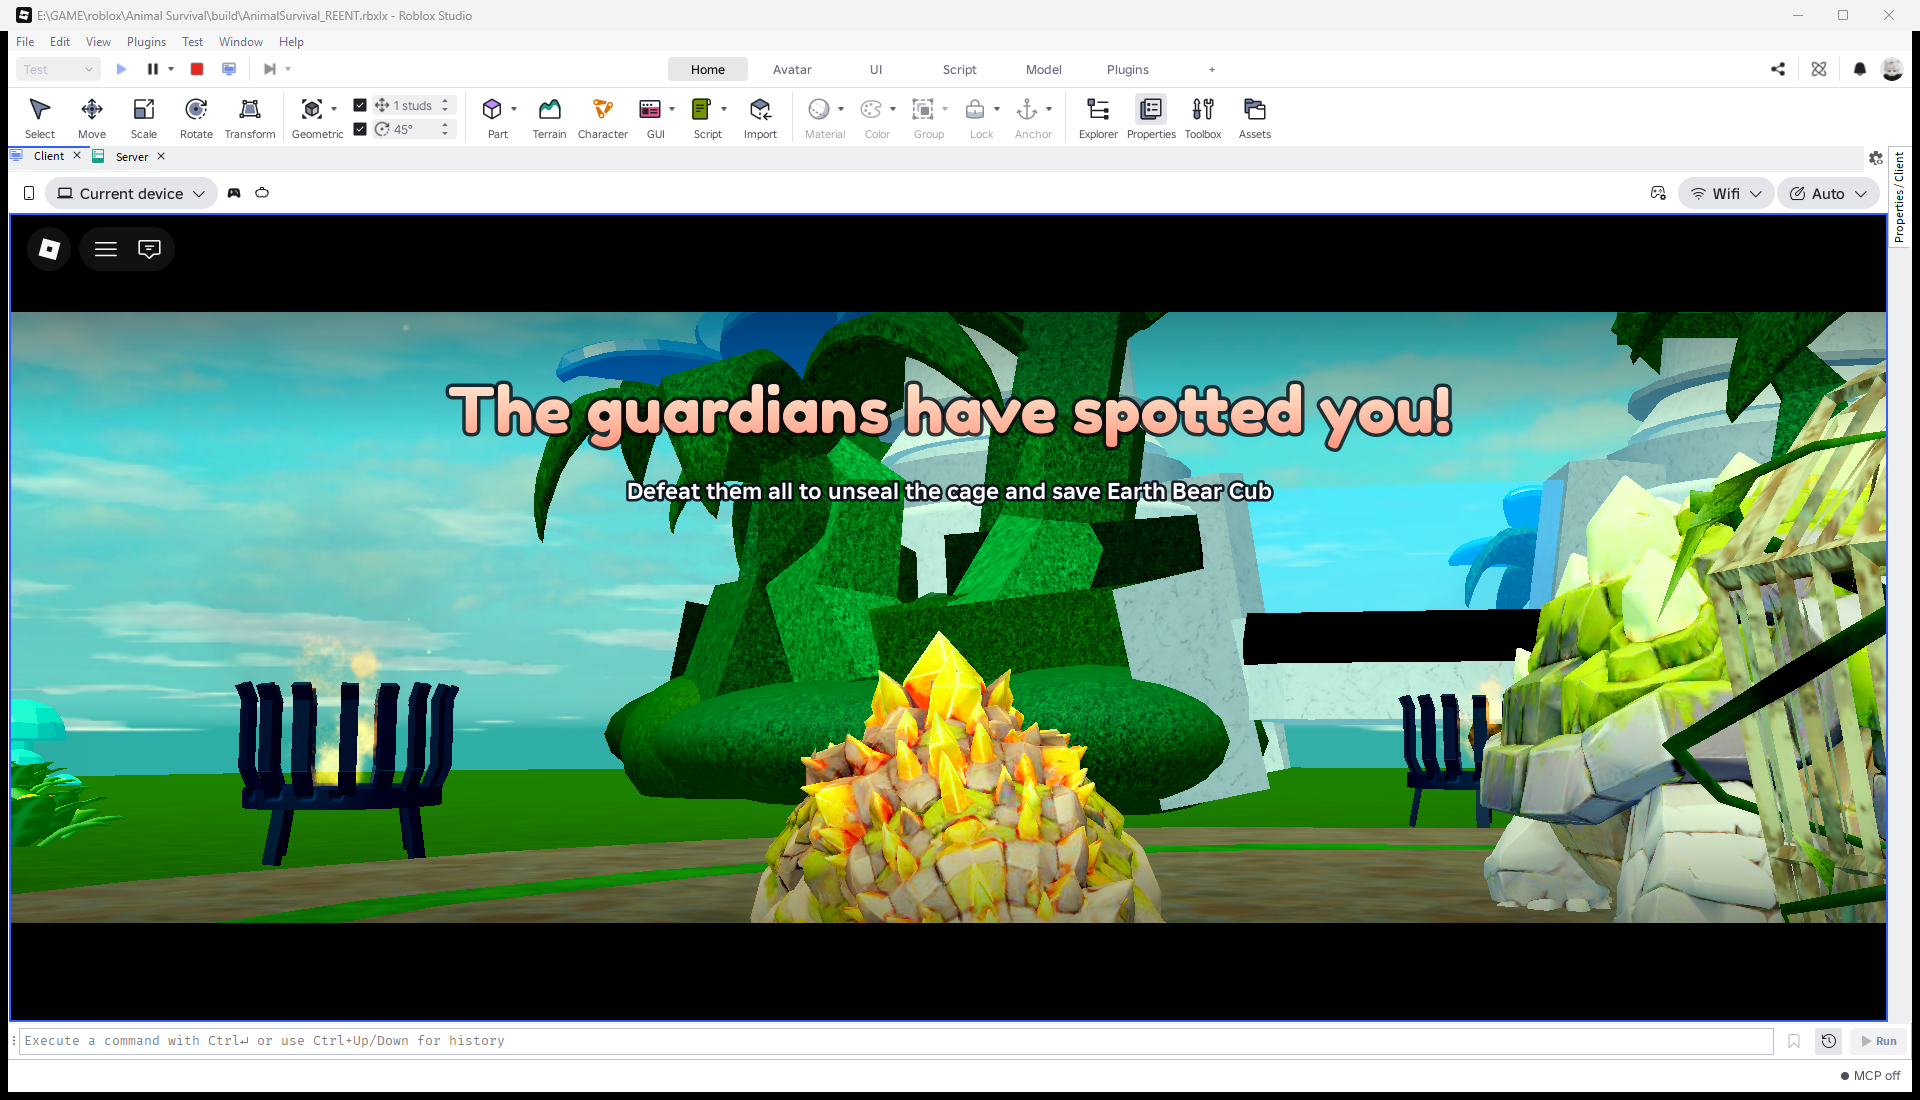 E:\GAME\roblox\Animal Survival\build\AnimalSurvival_REENT.rbxlx - Roblox Studio
File Edit View Plugins Test Window Help
Test
Home Avatar UI Script Model Plugins +
1 studs
45°
Select Move Scale Rotate Transform Geometric Part Terrain Character GUI Script Import Material Color Group Lock Anchor Explorer Properties Toolbox Assets
Client Server
Properties / Client
Current device Wifi Auto
The guardians have spotted you!
Defeat them all to unseal the cage and save Earth Bear Cub
Execute a command with Ctrl↵ or use Ctrl+Up/Down for history
Run
MCP off